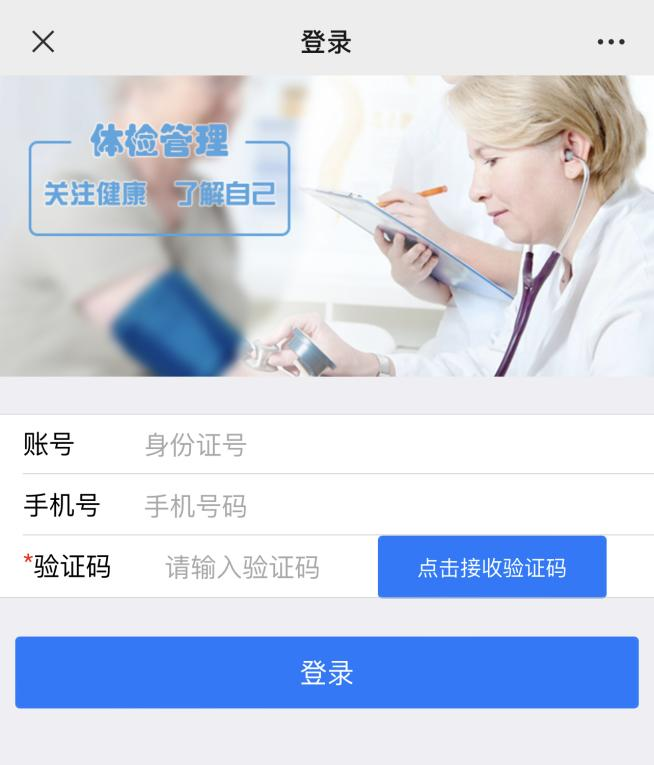 登录
体检管理
关注健康 了解自己
账号 身份证号
手机号 手机号码
*验证码 请输入验证码 点击接收验证码
登录